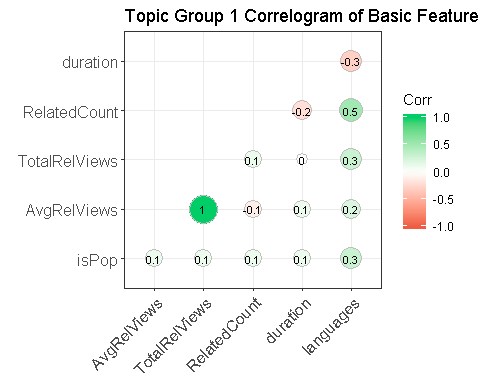 Topic Group 1 Correlogram of Basic Feature
duration -0.3
RelatedCount -0.2 0.5
TotalRelViews 0.1 0 0.3
AvgRelViews 1 -0.1 0.1 0.2
isPop 0.1 0.1 0.1 0.1 0.3
AvgRelViews TotalRelViews RelatedCount duration languages
Corr
1.0
0.5
0.0
-0.5
-1.0